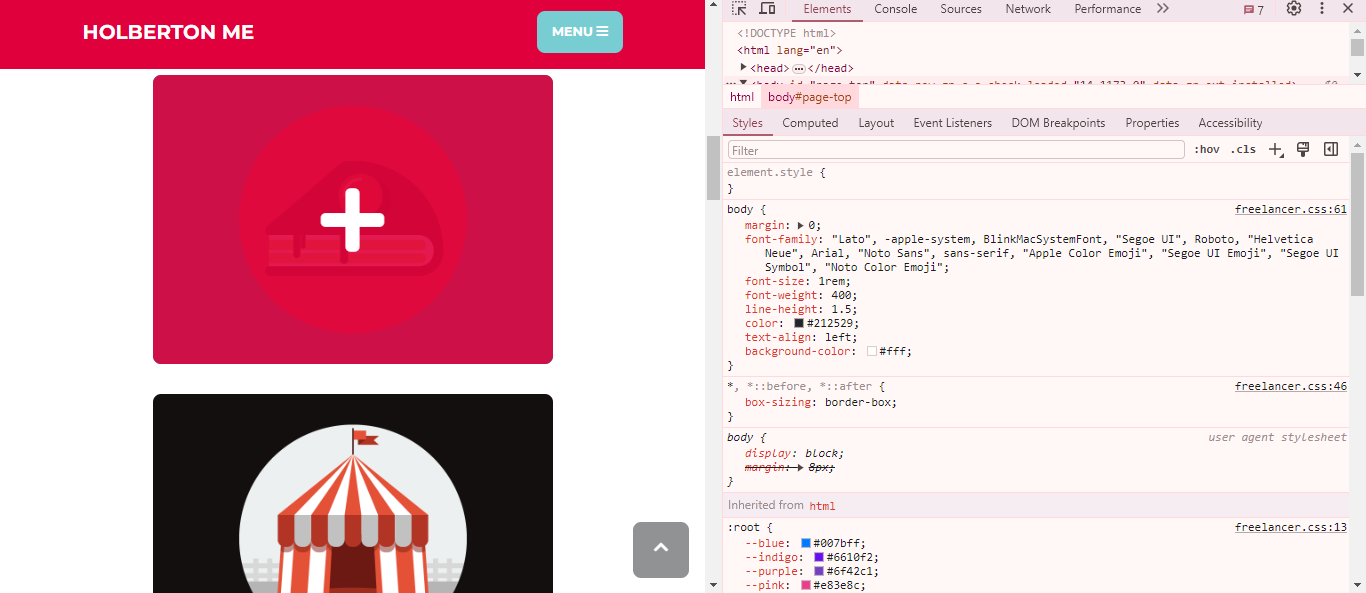 HOLBERTON ME
MENU
Elements Console Sources Network Performance 7
<!DOCTYPE html>
<html lang="en">
<head> </head>
html body#page-top
Styles Computed Layout Event Listeners DOM Breakpoints Properties Accessibility
Filter :hov .cls
element.style {
}
body { freelancer.css:61
margin: 0;
font-family: "Lato", -apple-system, BlinkMacSystemFont, "Segoe UI", Roboto, "Helvetica
Neue", Arial, "Noto Sans", sans-serif, "Apple Color Emoji", "Segoe UI Emoji", "Segoe UI
Symbol", "Noto Color Emoji";
font-size: 1rem;
font-weight: 400;
line-height: 1.5;
color: #212529;
text-align: left;
background-color: #fff;
}
*, *::before, *::after { freelancer.css:46
box-sizing: border-box;
}
body { user agent stylesheet
display: block;
margin: 8px;
}
Inherited from html
:root { freelancer.css:13
--blue: #007bff;
--indigo: #6610f2;
--purple: #6f42c1;
--pink: #e83e8c;